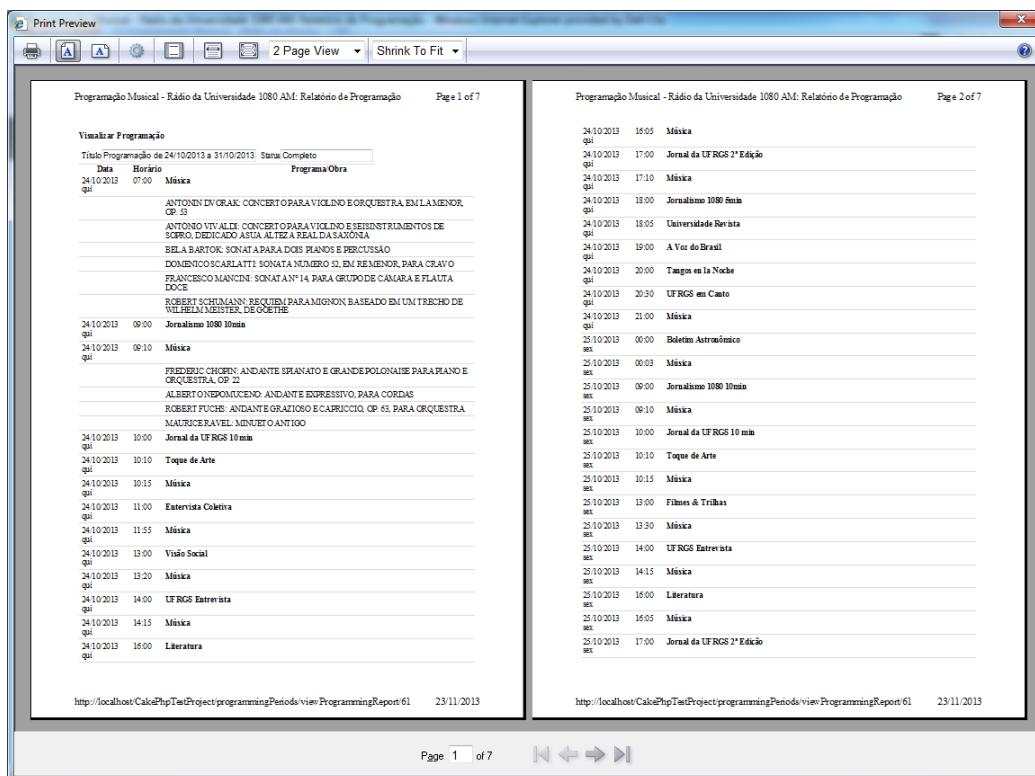 Print Preview
2 Page View
Shrink To Fit
Programação Musical - Rádio da Universidade 1080 AM: Relatório de Programação Page 1 of 7
Visualizar Programação
Título Programação de 24/10/2013 a 31/10/2013 Status Completo
Data Horário Programa/Obra
24/10/2013 07:00 Música
qui
ANTONIN DVORAK: CONCERTO PARA VIOLINO E ORQUESTRA, EM LA MENOR,
OP. 53
ANTONIO VIVALDI: CONCERTO PARA VIOLINO E SEIS INSTRUMENTOS DE
SOPRO, DEDICADO A SUA ALTEZA REAL DA SAXÔNIA
BELA BARTOK: SONATA PARA DOIS PIANOS E PERCUSSÃO
DOMENICO SCARLATTI: SONATA NUMERO 52, EM RE MENOR, PARA CRAVO
FRANCESCO MANCINI: SONATA Nº 14, PARA GRUPO DE CÂMARA E FLAUTA
DOCE
ROBERT SCHUMANN: REQUIEM PARA MIGNON, BASEADO EM UM TRECHO DE
WILHELM MEISTER, DE GOETHE
24/10/2013 09:00 Jornalismo 1080 10min
qui
24/10/2013 09:10 Música
qui
FREDERIC CHOPIN: ANDANTE SPIANATO E GRANDE POLONAISE PARA PIANO E
ORQUESTRA, OP. 22
ALBERTO NEPOMUCENO: ANDANTE EXPRESSIVO, PARA CORDAS
ROBERT FUCHS: ANDANTE GRAZIOSO E CAPRICCIO, OP. 63, PARA ORQUESTRA
MAURICE RAVEL: MINUETO ANTIGO
24/10/2013 10:00 Jornal da UFRGS 10 min
qui
24/10/2013 10:10 Toque de Arte
qui
24/10/2013 10:15 Música
qui
24/10/2013 11:00 Entervista Coletiva
qui
24/10/2013 11:55 Música
qui
24/10/2013 13:00 Visão Social
qui
24/10/2013 13:20 Música
qui
24/10/2013 14:00 UFRGS Entrevista
qui
24/10/2013 14:15 Música
qui
24/10/2013 16:00 Literatura
qui
http://localhost/CakePhpTestProject/programmingPeriods/viewProgrammingReport/61 23/11/2013
Programação Musical - Rádio da Universidade 1080 AM: Relatório de Programação Page 2 of 7
24/10/2013 16:05 Música
qui
24/10/2013 17:00 Jornal da UFRGS 2ª Edição
qui
24/10/2013 17:10 Música
qui
24/10/2013 18:00 Jornalismo 1080 5min
qui
24/10/2013 18:05 Universidade Revista
qui
24/10/2013 19:00 A Voz do Brasil
qui
24/10/2013 20:00 Tangos en la Noche
qui
24/10/2013 20:30 UFRGS em Canto
qui
24/10/2013 21:00 Música
qui
25/10/2013 00:00 Boletim Astronômico
sex
25/10/2013 00:03 Música
sex
25/10/2013 09:00 Jornalismo 1080 10min
sex
25/10/2013 09:10 Música
sex
25/10/2013 10:00 Jornal da UFRGS 10 min
sex
25/10/2013 10:10 Toque de Arte
sex
25/10/2013 10:15 Música
sex
25/10/2013 13:00 Filmes & Trilhas
sex
25/10/2013 13:30 Música
sex
25/10/2013 14:00 UFRGS Entrevista
sex
25/10/2013 14:15 Música
sex
25/10/2013 16:00 Literatura
sex
25/10/2013 16:05 Música
sex
25/10/2013 17:00 Jornal da UFRGS 2ª Edição
sex
http://localhost/CakePhpTestProject/programmingPeriods/viewProgrammingReport/61 23/11/2013
Page 1 of 7